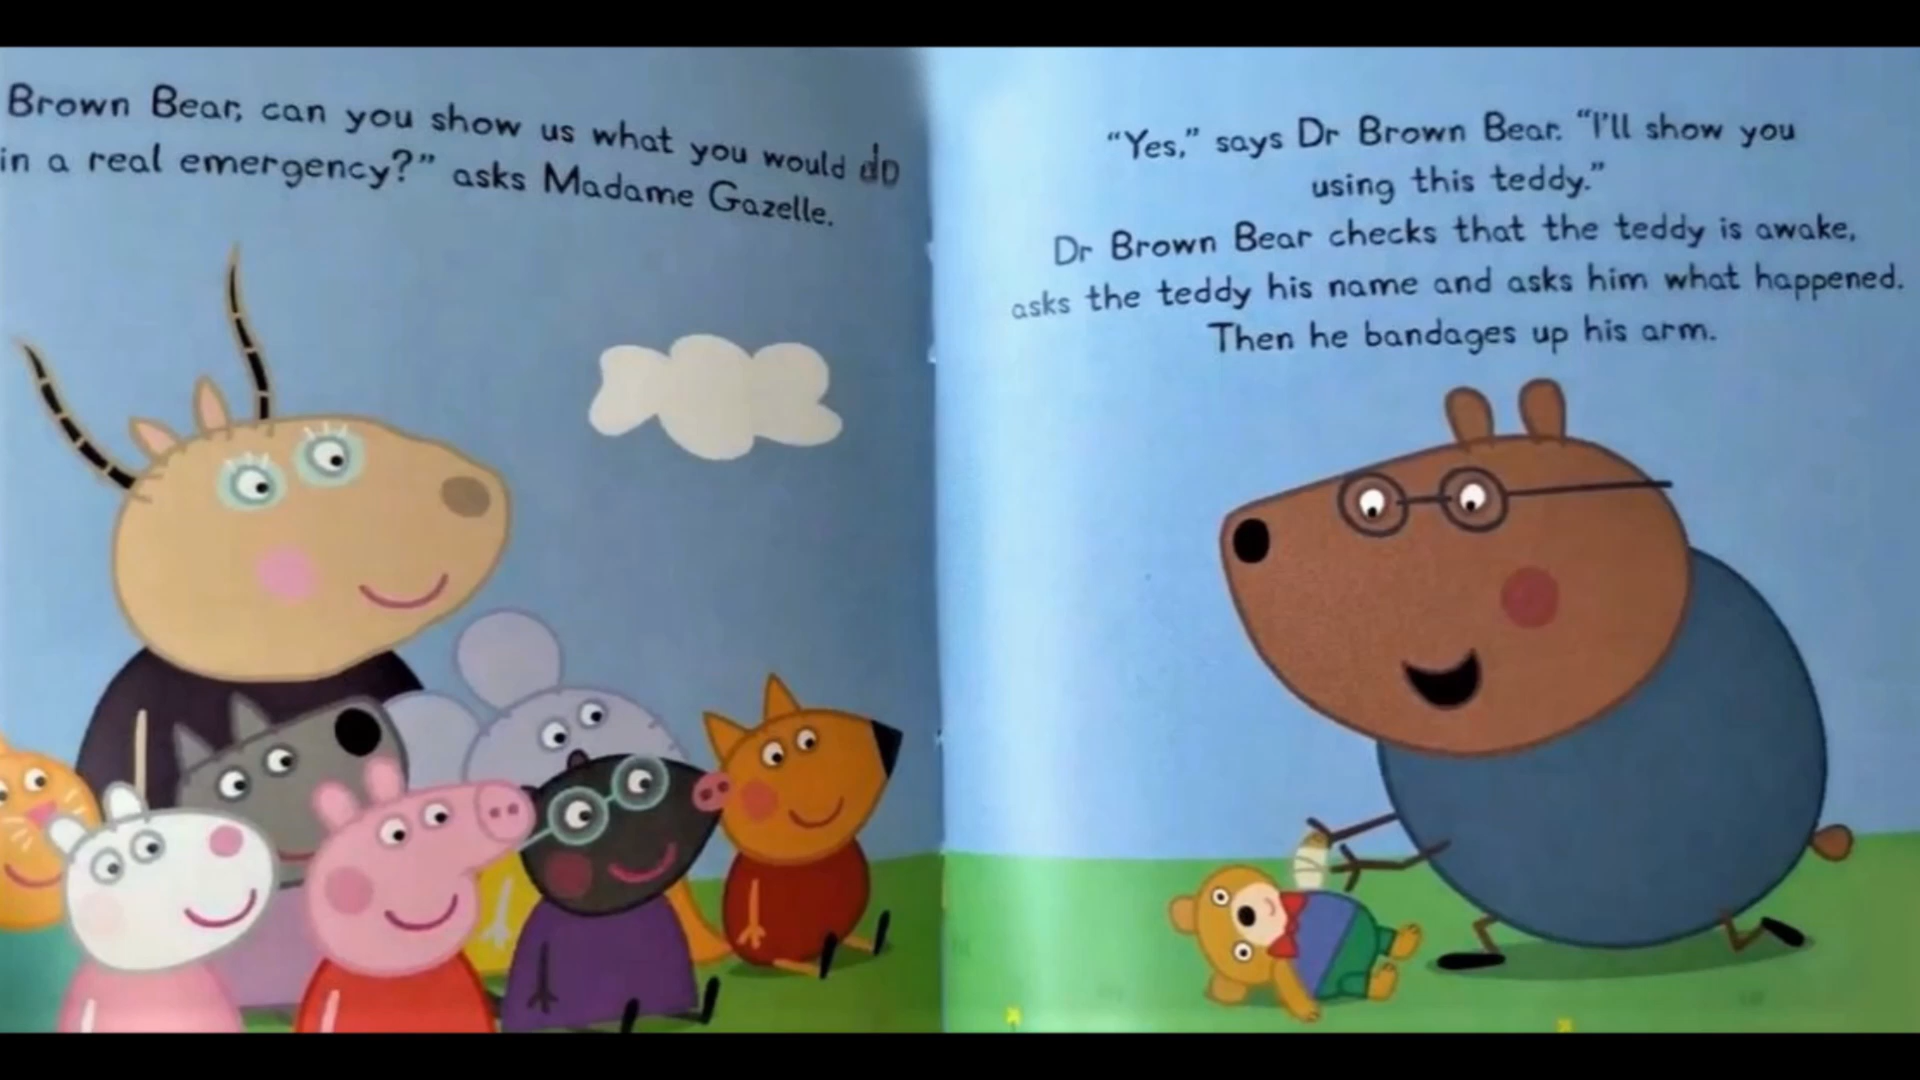 Brown Bear, can you show us what you would do
in a real emergency?” asks Madame Gazelle.
“Yes,” says Dr Brown Bear. “I'll show you
using this teddy.”
Dr Brown Bear checks that the teddy is awake,
asks the teddy his name and asks him what happened.
Then he bandages up his arm.